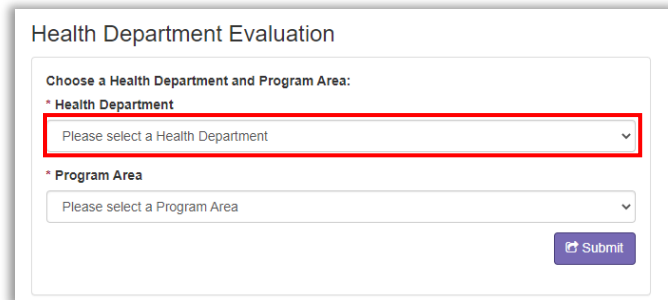 Health Department Evaluation
Choose a Health Department and Program Area:
* Health Department
Please select a Health Department
* Program Area
Please select a Program Area
Submit